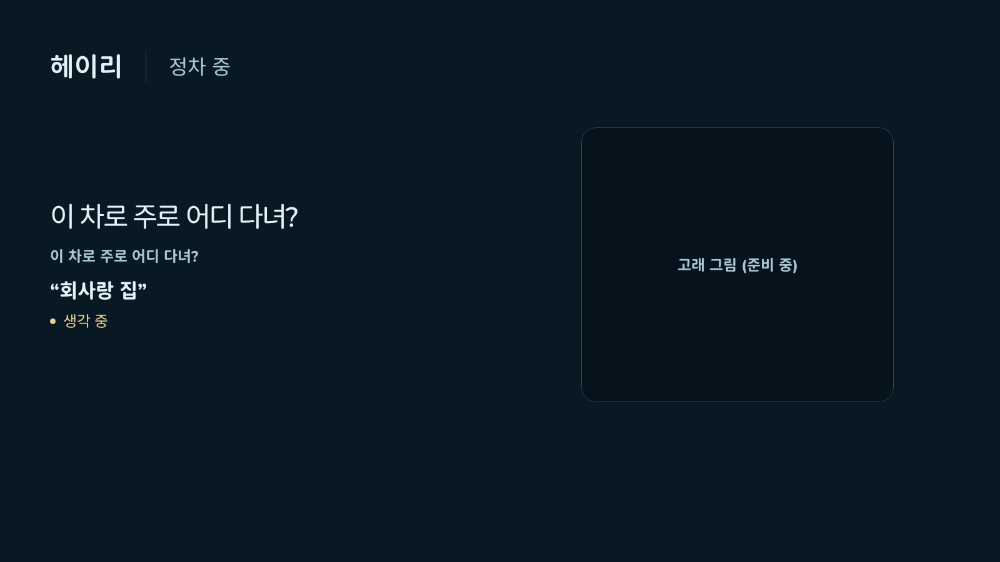 헤이리
정차 중
이 차로 주로 어디 다녀?
이 차로 주로 어디 다녀?
“회사랑 집”
생각 중
고래 그림 (준비 중)